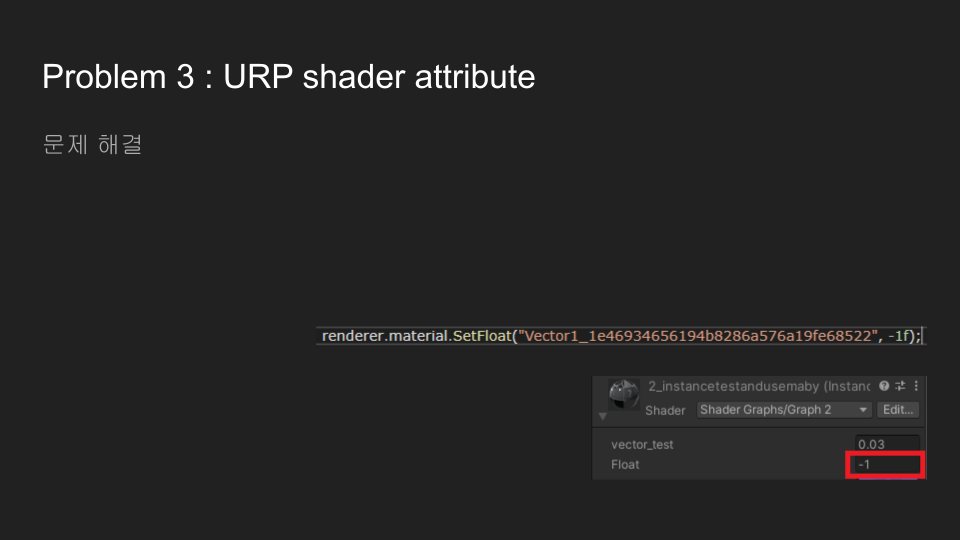 Problem 3 : URP shader attribute
문제 해결
renderer.material.SetFloat("Vector1_1e46934656194b8286a576a19fe68522", -1f);
2_instancetestandusemaby (Instanc
Shader Shader Graphs/Graph 2 Edit...
vector_test 0.03
Float -1